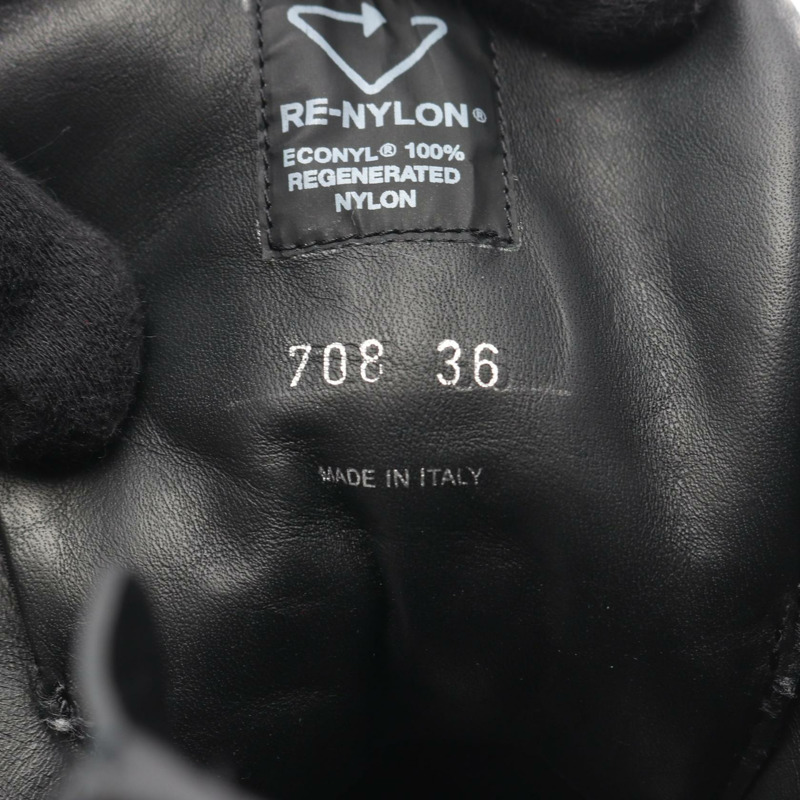 RE-NYLON®
ECONYL® 100%
REGENERATED
NYLON
708 36
MADE IN ITALY